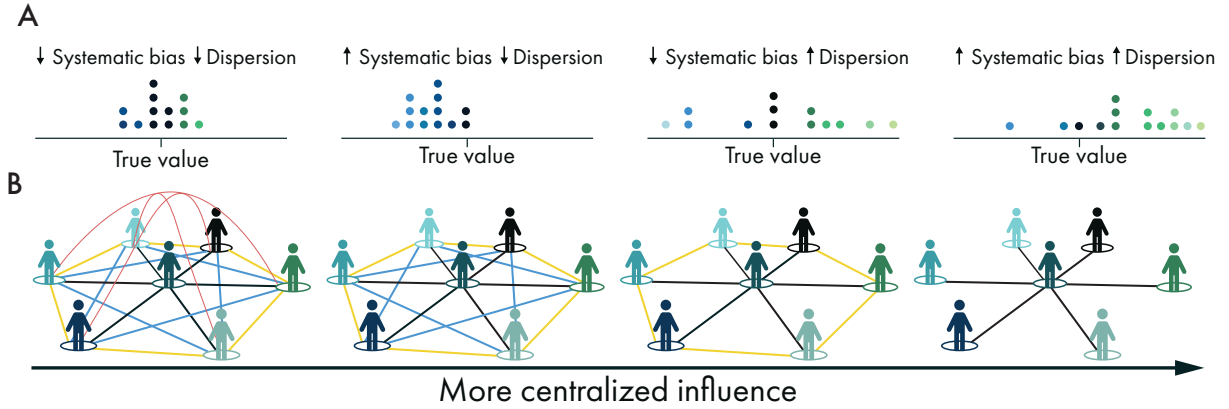 A
↓ Systematic bias ↓ Dispersion
↑ Systematic bias ↓ Dispersion
↓ Systematic bias ↑ Dispersion
↑ Systematic bias ↑ Dispersion
True value
True value
True value
True value
B
More centralized influence